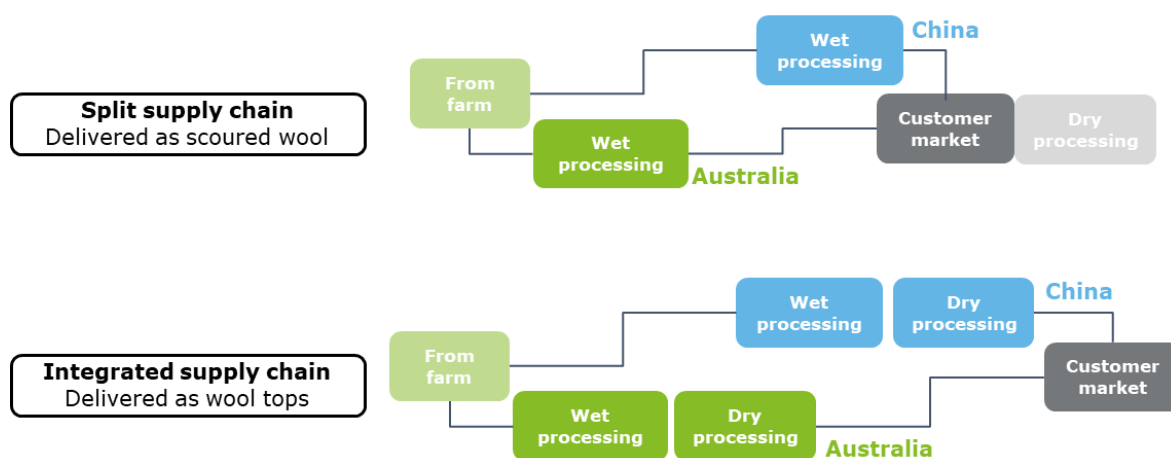 Split supply chain
Delivered as scoured wool
From
farm
Wet
processing
China
Wet
processing
Australia
Customer
market
Dry
processing
Integrated supply chain
Delivered as wool tops
From
farm
Wet
processing
Dry
processing
China
Wet
processing
Dry
processing
Australia
Customer
market